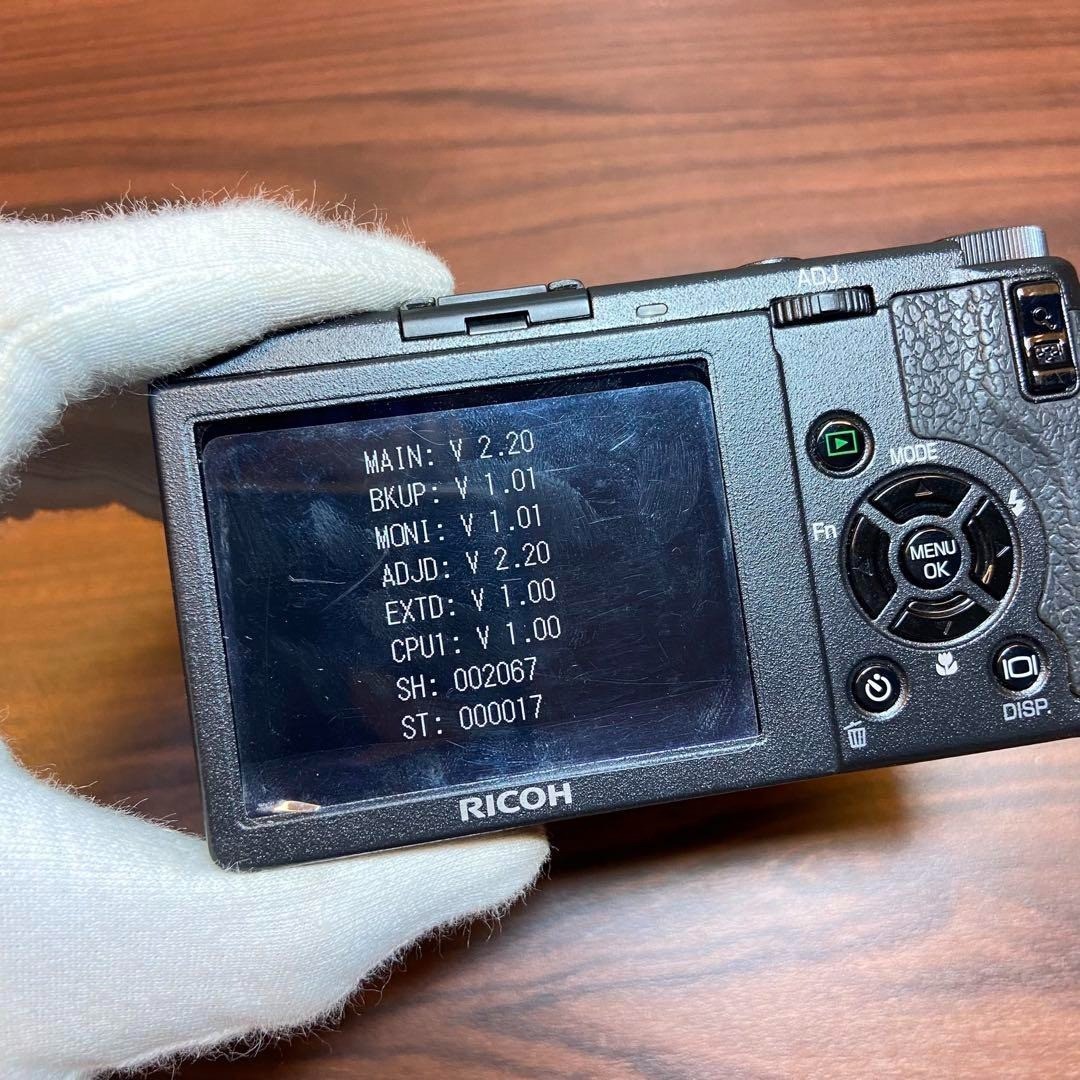 ADJ.
MAIN: V 2.20
BKUP: V 1.01
MONI: V 1.01
ADJD: V 2.20
EXTD: V 1.00
CPU1: V 1.00
SH: 002067
ST: 000017
RICOH
MODE
Fn
MENU
OK
DISP.